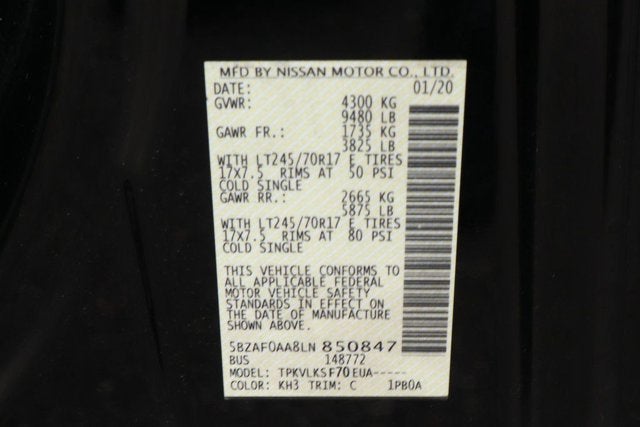 MFD BY NISSAN MOTOR CO., LTD.
DATE: 01/20
GVWR: 4300 KG
9480 LB
GAWR FR.: 1735 KG
3825 LB
WITH LT245/70R17 E TIRES
17X7.5 RIMS AT 50 PSI
COLD SINGLE
GAWR RR.: 2665 KG
5875 LB
WITH LT245/70R17 E TIRES
17X7.5 RIMS AT 80 PSI
COLD SINGLE
THIS VEHICLE CONFORMS TO
ALL APPLICABLE FEDERAL
MOTOR VEHICLE SAFETY
STANDARDS IN EFFECT ON
THE DATE OF MANUFACTURE
SHOWN ABOVE.
5BZAF0AA8LN 850847
BUS 148772
MODEL: TPKVLKSF70EUA-----
COLOR: KH3 TRIM: C 1PB0A